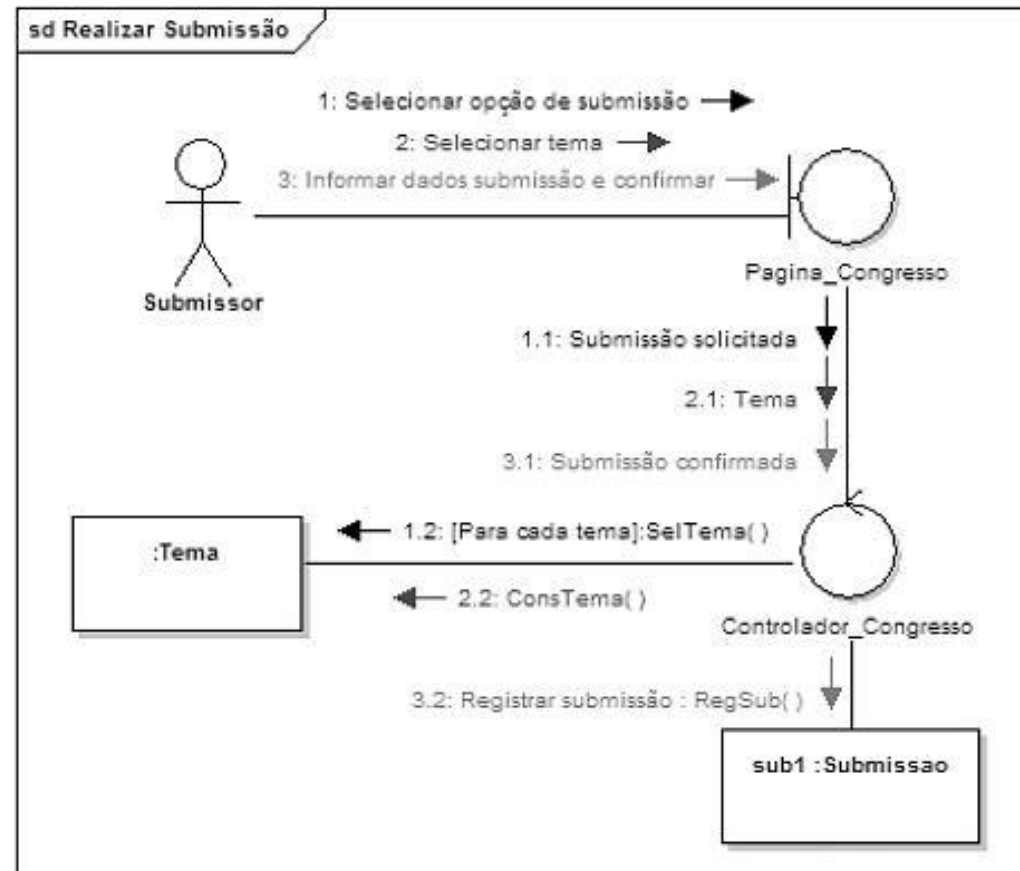 sd Realizar Submissão
1: Selecionar opção de submissão
2: Selecionar tema
3: Informar dados submissão e confirmar
Submissor
Pagina_Congresso
1.1: Submissão solicitada
2.1: Tema
3.1: Submissão confirmada
1.2: [Para cada tema]:SelTema( )
:Tema
2.2: ConsTema( )
Controlador_Congresso
3.2: Registrar submissão : RegSub( )
sub1 :Submissao